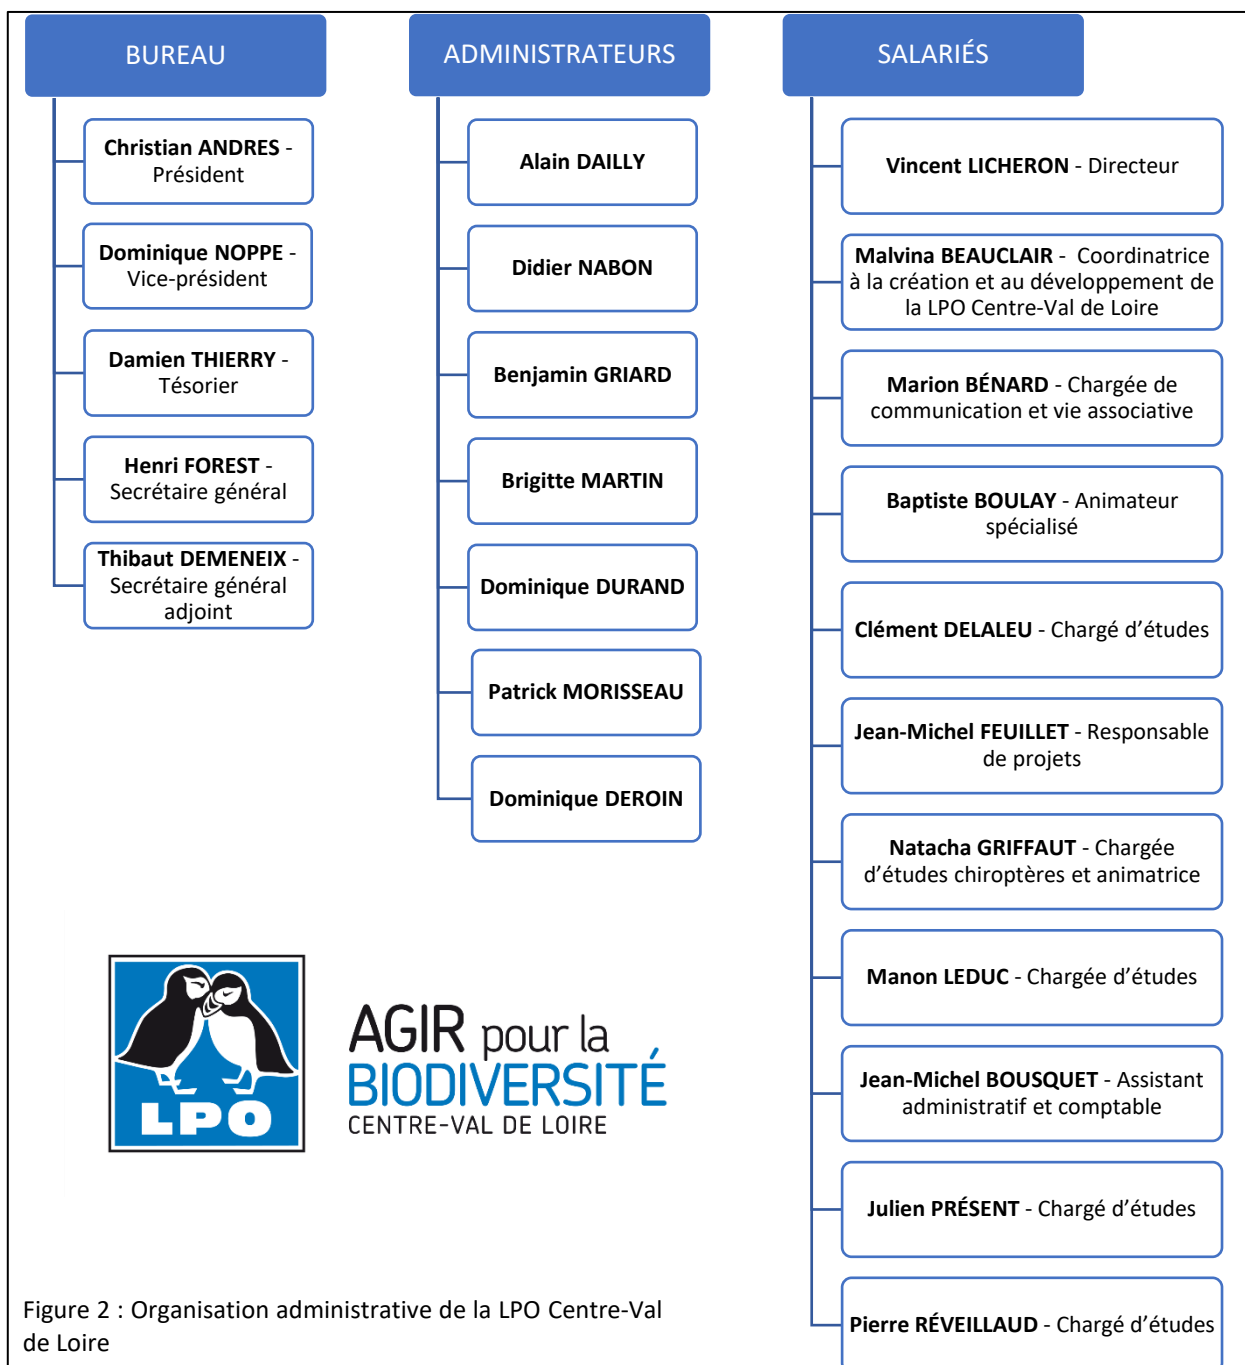 BUREAU
Christian ANDRES -
Président
Dominique NOPPE -
Vice-président
Damien THIERRY -
Tésorier
Henri FOREST -
Secrétaire général
Thibaut DEMENEIX -
Secrétaire général
adjoint
ADMINISTRATEURS
Alain DAILLY
Didier NABON
Benjamin GRIARD
Brigitte MARTIN
Dominique DURAND
Patrick MORISSEAU
Dominique DEROIN
SALARIÉS
Vincent LICHERON - Directeur
Malvina BEAUCLAIR - Coordinatrice
à la création et au développement de
la LPO Centre-Val de Loire
Marion BÉNARD - Chargée de
communication et vie associative
Baptiste BOULAY - Animateur
spécialisé
Clément DELALEU - Chargé d’études
Jean-Michel FEUILLET - Responsable
de projets
Natacha GRIFFAUT - Chargée
d’études chiroptères et animatrice
Manon LEDUC - Chargée d’études
Jean-Michel BOUSQUET - Assistant
administratif et comptable
Julien PRÉSENT - Chargé d’études
Pierre RÉVEILLAUD - Chargé d’études
LPO
AGIR pour la
BIODIVERSITÉ
CENTRE-VAL DE LOIRE
Figure 2 : Organisation administrative de la LPO Centre-Val
de Loire